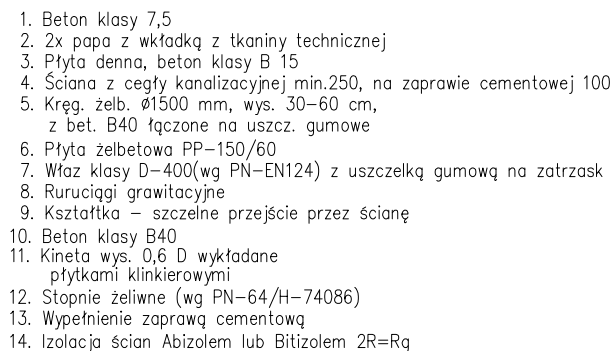 1. Beton klasy 7,5
2. 2x papa z wkładką z tkaniny technicznej
3. Płyta denna, beton klasy B 15
4. Ściana z cegły kanalizacyjnej min.250, na zaprawie cementowej 100
5. Kręg. żelb. Ø1500 mm, wys. 30-60 cm,
z bet. B40 łączone na uszcz. gumowe
6. Płyta żelbetowa PP-150/60
7. Właz klasy D-400(wg PN-EN124) z uszczelką gumową na zatrzask
8. Ruruciągi grawitacyjne
9. Kształtka - szczelne przejście przez ścianę
10. Beton klasy B40
11. Kineta wys. 0,6 D wykładane
płytkami klinkierowymi
12. Stopnie żeliwne (wg PN-64/H-74086)
13. Wypełnienie zaprawą cementową
14. Izolacja ścian Abizolem lub Bitizolem 2R=Rg